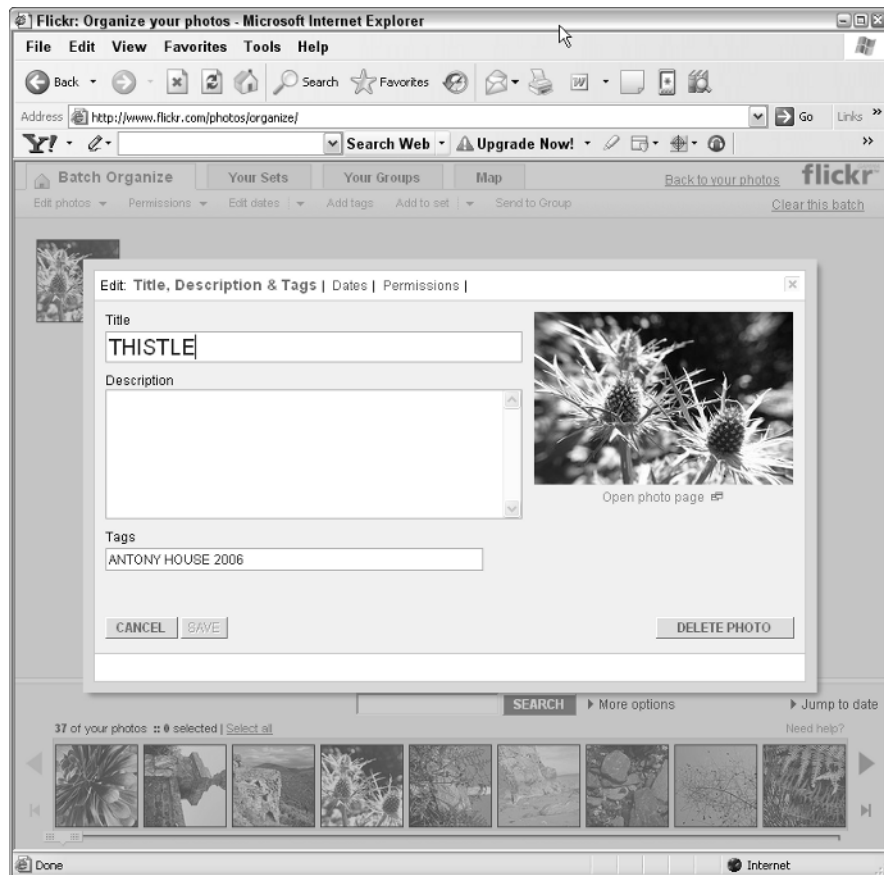 Flickr: Organize your photos - Microsoft Internet Explorer
File Edit View Favorites Tools Help
Back Search Favorites W
Address http://www.flickr.com/photos/organize/ Go Links »
Y! Search Web Upgrade Now! »
Batch Organize Your Sets Your Groups Map Back to your photos flickr
Edit photos Permissions Edit dates | Add tags Add to set | Send to Group Clear this batch
Edit: Title, Description & Tags | Dates | Permissions |
Title
THISTLE
Description
Open photo page
Tags
ANTONY HOUSE 2006
CANCEL SAVE DELETE PHOTO
SEARCH More options Jump to date
37 of your photos :: 0 selected | Select all Need help?
Done Internet